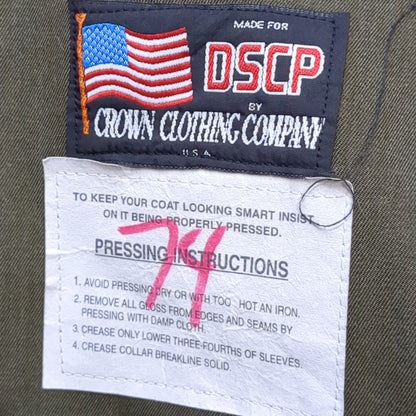 MADE FOR
DSCP
BY
CROWN CLOTHING COMPANY
U.S.A.
TO KEEP YOUR COAT LOOKING SMART INSIST
ON IT BEING PROPERLY PRESSED.
PRESSING INSTRUCTIONS
74
1. AVOID PRESSING DRY OR WITH TOO HOT AN IRON.
2. REMOVE ALL GLOSS FROM EDGES AND SEAMS BY
PRESSING WITH DAMP CLOTH.
3. CREASE ONLY LOWER THREE-FOURTHS OF SLEEVES.
4. CREASE COLLAR BREAKLINE SOLID.